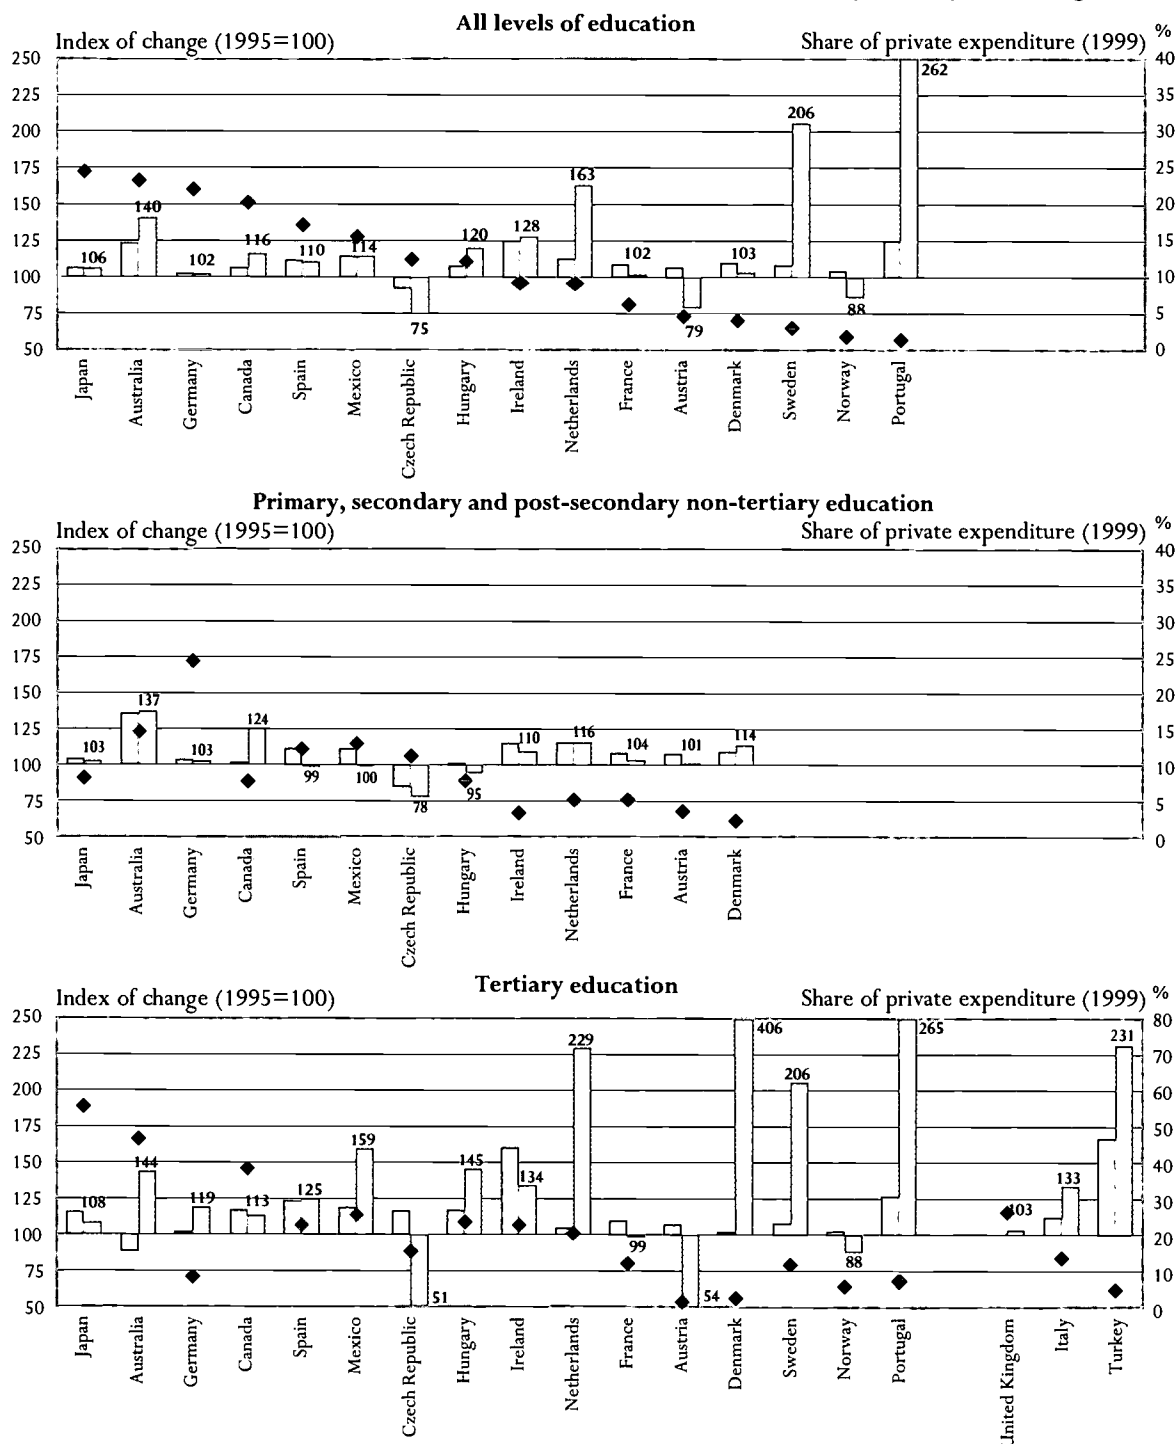 All levels of education
Index of change (1995=100) Share of private expenditure (1999) %
250 40
262
225 35
206
200 30
175 25
163
150 20
140
128
125 15
106 102 116 110 114 120 102 103
100 10
75 5
75 79 88
50 0
Japan
Australia
Germany
Canada
Spain
Mexico
Czech Republic
Hungary
Ireland
Netherlands
France
Austria
Denmark
Sweden
Norway
Portugal
Primary, secondary and post-secondary non-tertiary education
Index of change (1995=100) Share of private expenditure (1999) %
250 40
225 35
200 30
175 25
150 20
137
124
125 15
103 103 110 116 104 101 114
100 10
99 100 95
78
75 5
50 0
Japan
Australia
Germany
Canada
Spain
Mexico
Czech Republic
Hungary
Ireland
Netherlands
France
Austria
Denmark
Tertiary education
Index of change (1995=100) Share of private expenditure (1999) %
250 80
406 265
229 231
225 70
206
200 60
175 50
159
150 40
144 145
134 133
125 30
108 119 113 125 103
100 20
99 88
75 10
51 54
50 0
Japan
Australia
Germany
Canada
Spain
Mexico
Czech Republic
Hungary
Ireland
Netherlands
France
Austria
Denmark
Sweden
Norway
Portugal
United Kingdom
Italy
Turkey